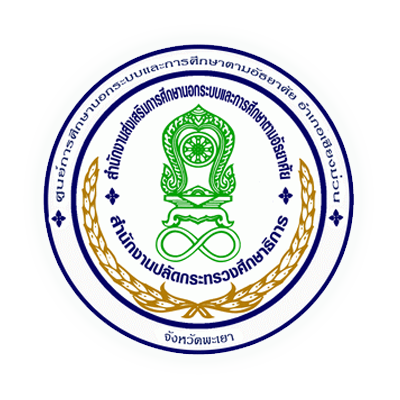 ศูนย์การศึกษานอกระบบและการศึกษาตามอัธยาศัย อำเภอเชียงม่วน
สำนักงานส่งเสริมการศึกษานอกระบบและการศึกษาตามอัธยาศัย
สำนักงานปลัดกระทรวงศึกษาธิการ
จังหวัดพะเยา